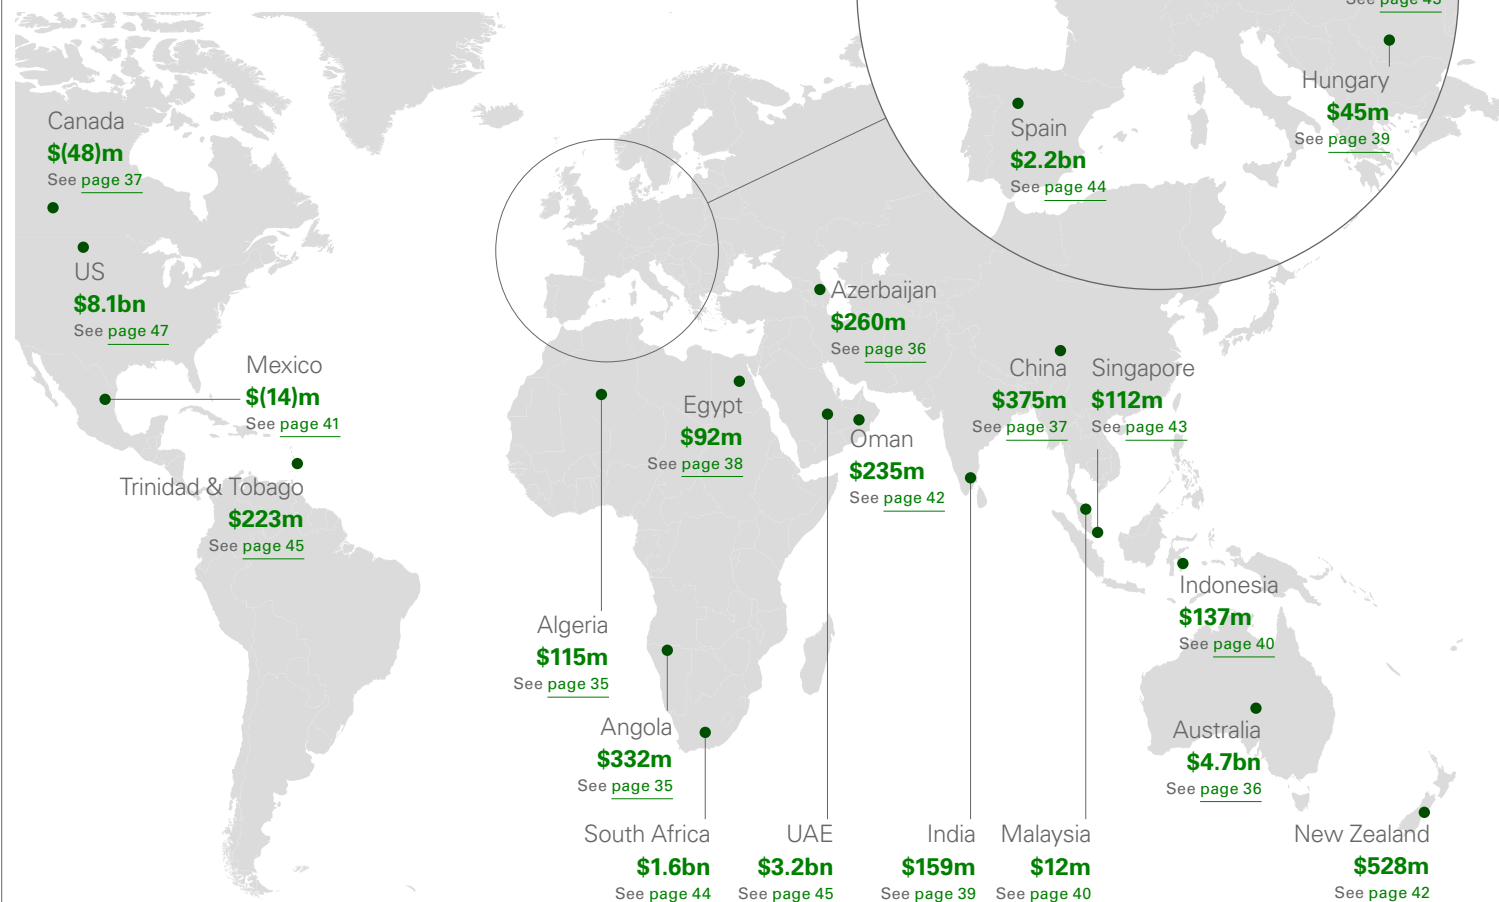 See page 43
Hungary
$45m
See page 39
Spain
$2.2bn
See page 44
Canada
$(48)m
See page 37
US
$8.1bn
See page 47
Mexico
$(14)m
See page 41
Trinidad & Tobago
$223m
See page 45
Azerbaijan
$260m
See page 36
Egypt
$92m
See page 38
Oman
$235m
See page 42
China
$375m
See page 37
Singapore
$112m
See page 43
Indonesia
$137m
See page 40
Algeria
$115m
See page 35
Angola
$332m
See page 35
Australia
$4.7bn
See page 36
South Africa
$1.6bn
See page 44
UAE
$3.2bn
See page 45
India
$159m
See page 39
Malaysia
$12m
See page 40
New Zealand
$528m
See page 42